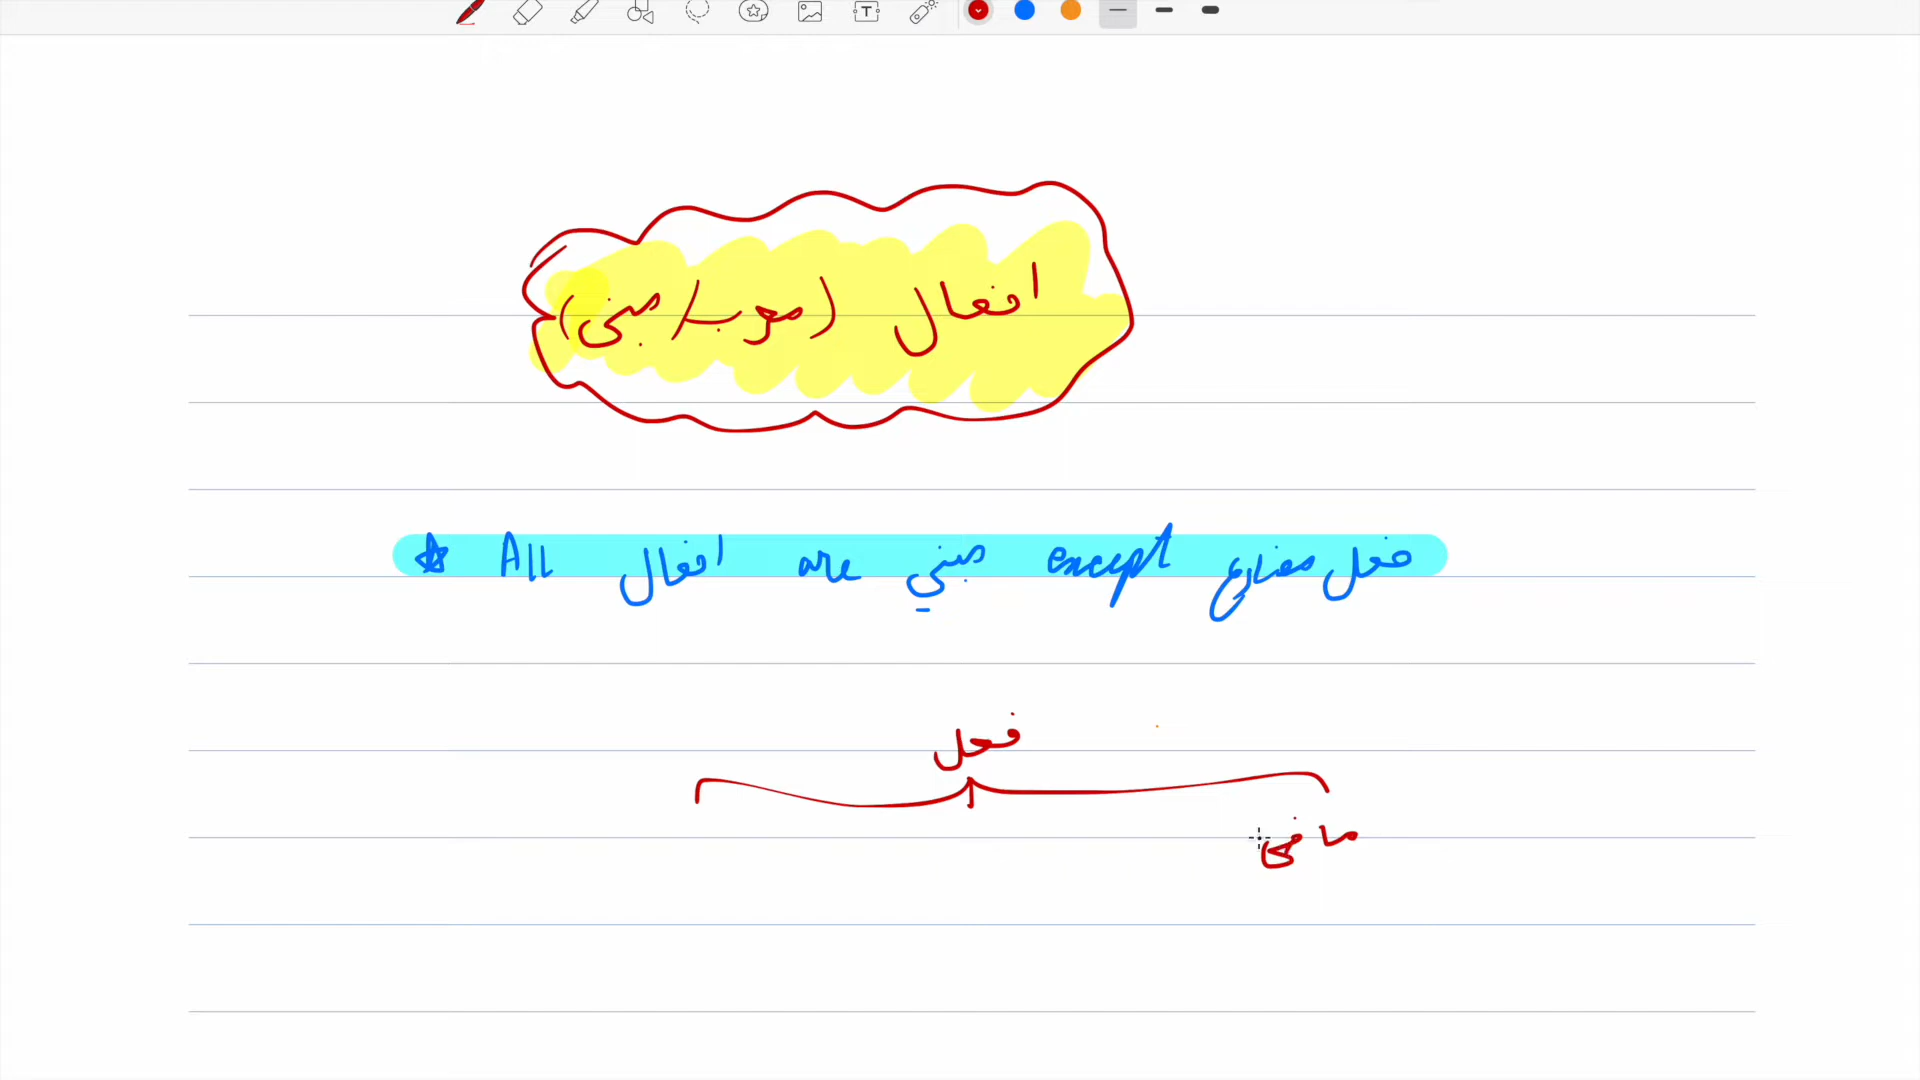 افعال (معرب/مبنی)
☆ All افعال are مبني except فعل مضارع
فعل
ماضی